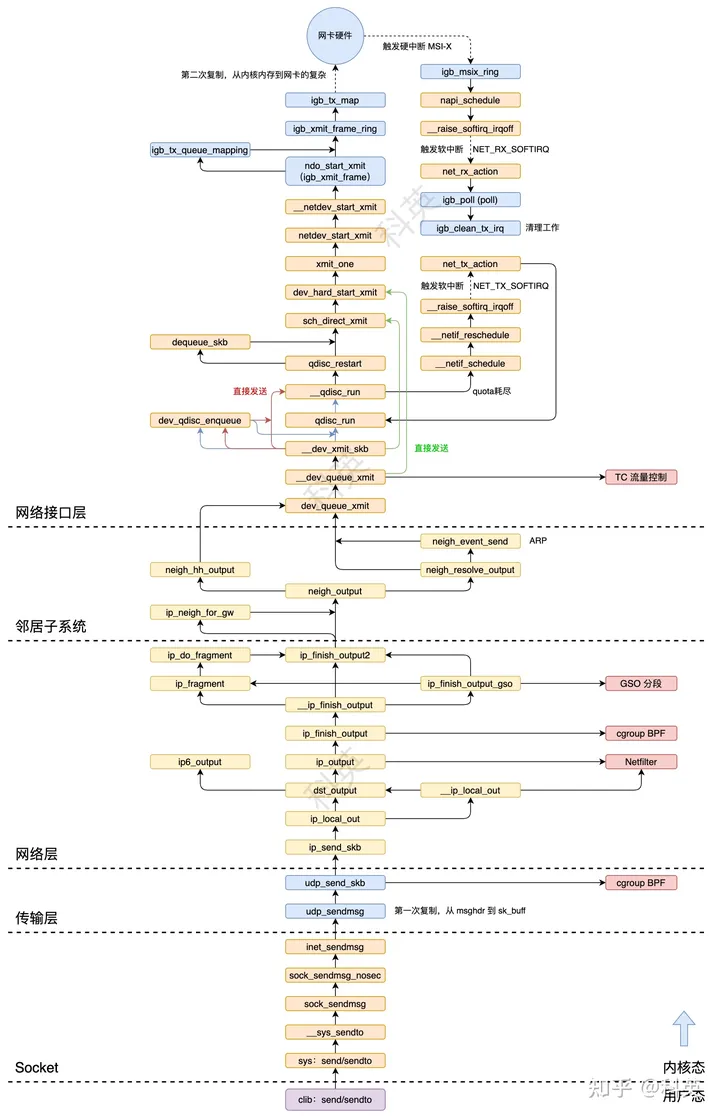 网卡硬件
触发硬中断 MSI-X
第二次复制，从内核内存到网卡的复杂
igb_msix_ring
igb_tx_map
napi_schedule
igb_xmit_frame_ring
__raise_softirq_irqoff
igb_tx_queue_mapping
触发软中断 NET_RX_SOFTIRQ
ndo_start_xmit
（igb_xmit_frame）
net_rx_action
igb_poll (poll)
__netdev_start_xmit
igb_clean_tx_irq 清理工作
netdev_start_xmit
xmit_one
net_tx_action
触发软中断 NET_TX_SOFTIRQ
dev_hard_start_xmit
__raise_softirq_irqoff
sch_direct_xmit
__netif_reschedule
dequeue_skb
qdisc_restart
__netif_schedule
直接发送
__qdisc_run
quota耗尽
dev_qdisc_enqueue
qdisc_run
__dev_xmit_skb
直接发送
__dev_queue_xmit
TC 流量控制
dev_queue_xmit
网络接口层
neigh_event_send
ARP
neigh_hh_output
neigh_resolve_output
neigh_output
ip_neigh_for_gw
邻居子系统
ip_do_fragment
ip_finish_output2
ip_fragment
ip_finish_output_gso
GSO 分段
__ip_finish_output
ip_finish_output
cgroup BPF
ip6_output
ip_output
Netfilter
dst_output
__ip_local_out
ip_local_out
ip_send_skb
网络层
udp_send_skb
cgroup BPF
udp_sendmsg
第一次复制，从 msghdr 到 sk_buff
传输层
inet_sendmsg
sock_sendmsg_nosec
sock_sendmsg
__sys_sendto
sys：send/sendto
Socket
内核态
clib：send/sendto
用户态
科英
科英
科英
知乎 @科英